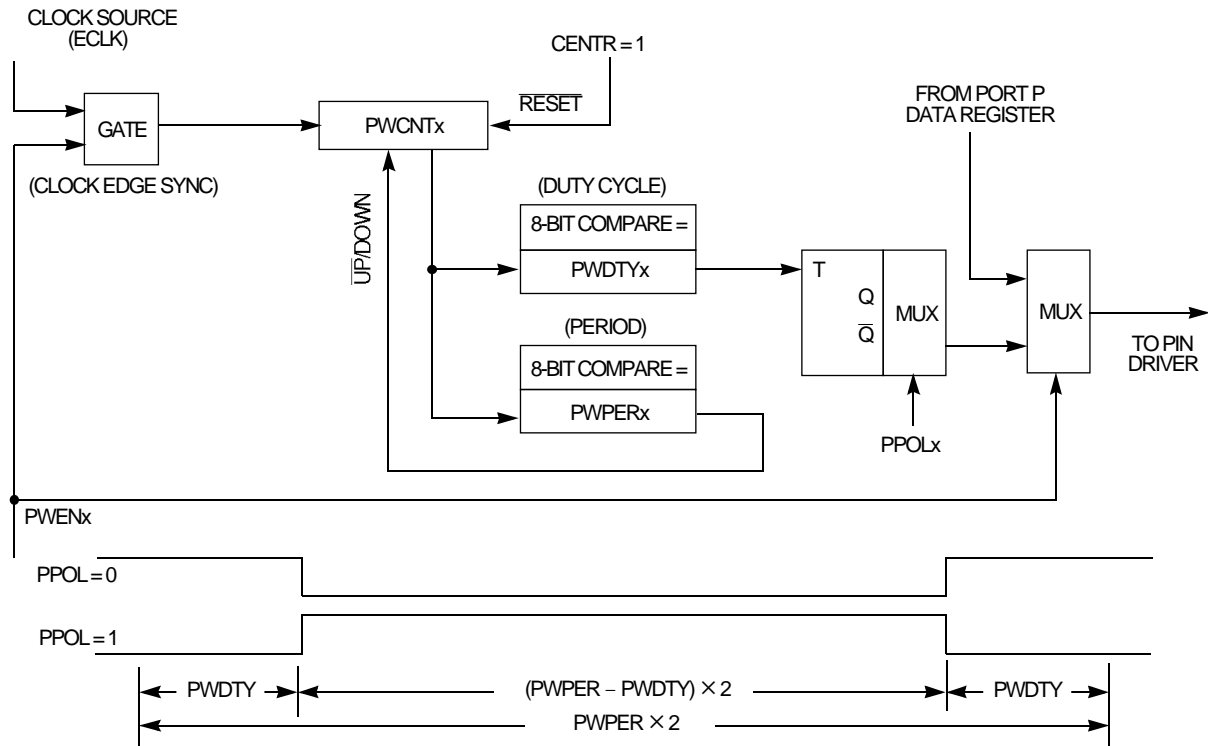 CLOCK SOURCE
(ECLK)
CENTR = 1
RESET
FROM PORT P
DATA REGISTER
GATE
PWCNTx
(CLOCK EDGE SYNC)
UP/DOWN
(DUTY CYCLE)
8-BIT COMPARE =
PWDTYx
T
Q
Q
MUX
MUX
(PERIOD)
8-BIT COMPARE =
PWPERx
TO PIN
DRIVER
PPOLx
PWENx
PPOL = 0
PPOL = 1
PWDTY
(PWPER – PWDTY) × 2
PWDTY
PWPER × 2